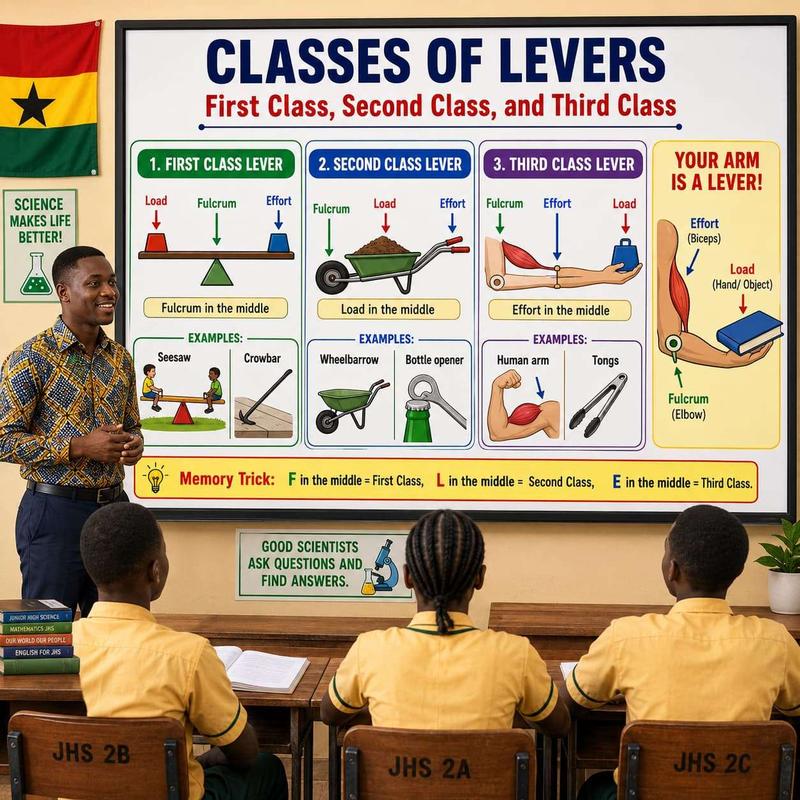 CLASSES OF LEVERS
First Class, Second Class, and Third Class
1. FIRST CLASS LEVER
Load
Fulcrum
Effort
Fulcrum in the middle
EXAMPLES:
Seesaw
Crowbar
2. SECOND CLASS LEVER
Fulcrum
Load
Effort
Load in the middle
EXAMPLES:
Wheelbarrow
Bottle opener
3. THIRD CLASS LEVER
Fulcrum
Effort
Load
Effort in the middle
EXAMPLES:
Human arm
Tongs
YOUR ARM
IS A LEVER!
Effort
(Biceps)
Load
(Hand/ Object)
Fulcrum
(Elbow)
Memory Trick: F in the middle = First Class, L in the middle = Second Class, E in the middle = Third Class.
SCIENCE
MAKES LIFE
BETTER!
GOOD SCIENTISTS
ASK QUESTIONS AND
FIND ANSWERS.
JUNIOR HIGH SCIENCE
MATHEMATICS JHS
OUR WORLD OUR PEOPLE
ENGLISH FOR JHS
JHS 2B
JHS 2A
JHS 2C